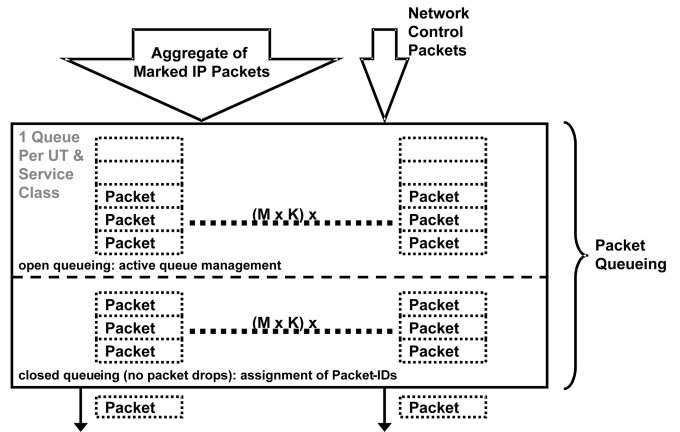 Network
Control
Packets
Aggregate of
Marked IP Packets
1 Queue
Per UT &
Service
Class
Packet
Packet
Packet
(M x K) x
Packet
Packet
Packet
open queueing: active queue management
Packet
Queueing
Packet
Packet
Packet
(M x K) x
Packet
Packet
Packet
closed queueing (no packet drops): assignment of Packet-IDs
Packet
Packet